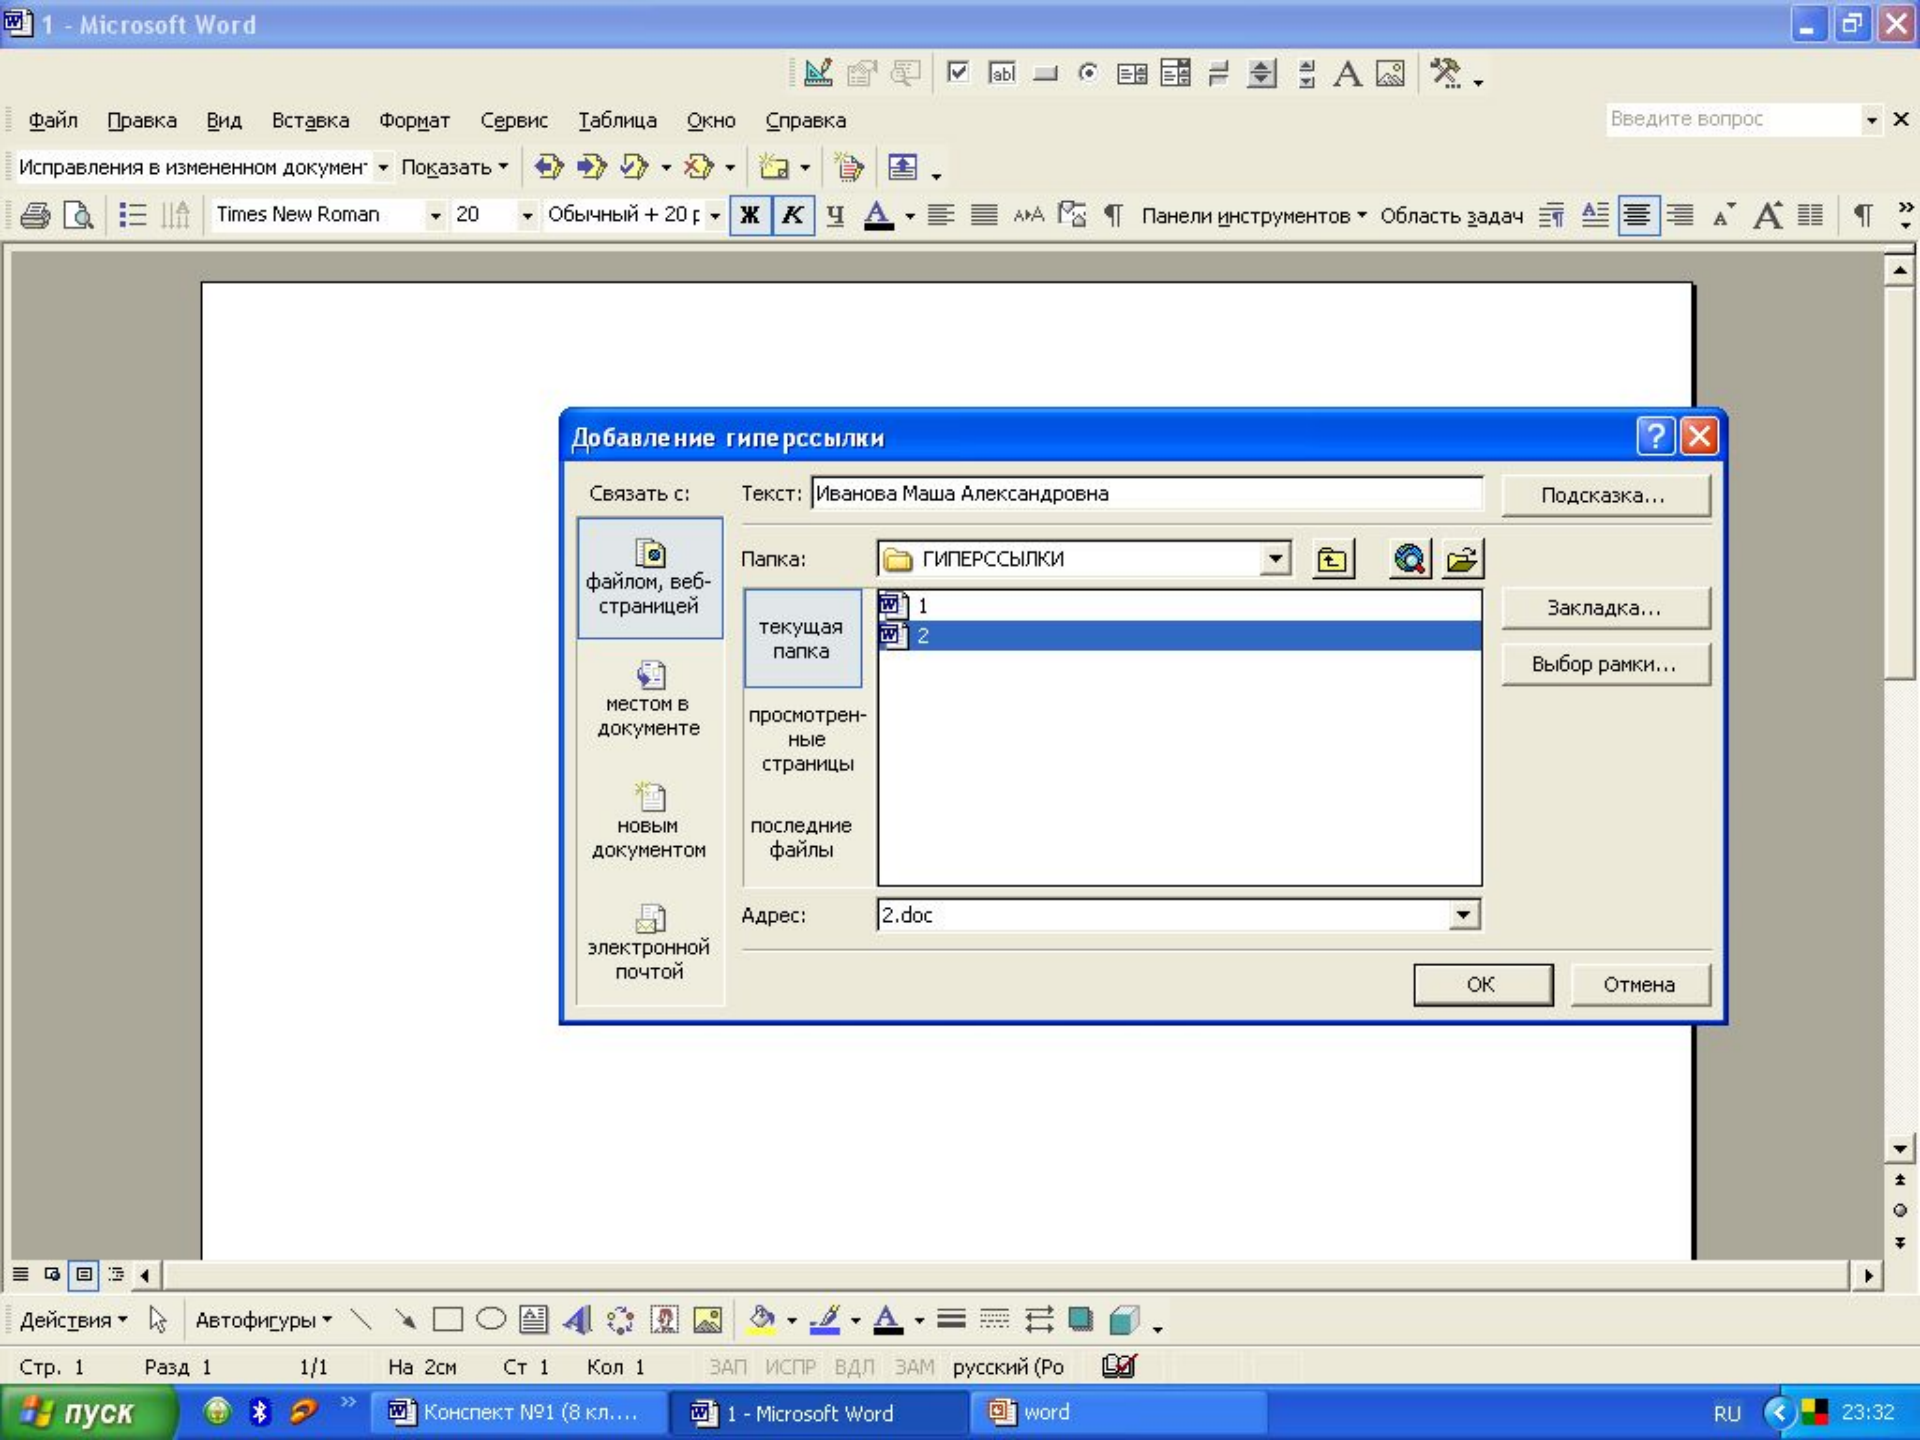 1 - Microsoft Word
Файл Правка Вид Вставка Формат Сервис Таблица Окно Справка Введите вопрос
Исправления в измененном документ Показать
Times New Roman 20 Обычный + 20 г Ж К Ч А Панели инструментов Область задач
Добавление гиперссылки
Связать с: Текст: Иванова Маша Александровна Подсказка...
файлом, веб-
страницей
Папка: ГИПЕРССЫЛКИ
текущая
папка
1
2
Закладка...
Выбор рамки...
местом в
документе
просмотрен-
ные
страницы
новым
документом
последние
файлы
Адрес: 2.doc
электронной
почтой
ОК Отмена
Действия Автофигуры
Стр. 1 Разд 1 1/1 На 2см Ст 1 Кол 1 ЗАП ИСПР ВДЛ ЗАМ русский (Ро
пуск Конспект №1 (8 кл.... 1 - Microsoft Word word RU 23:32